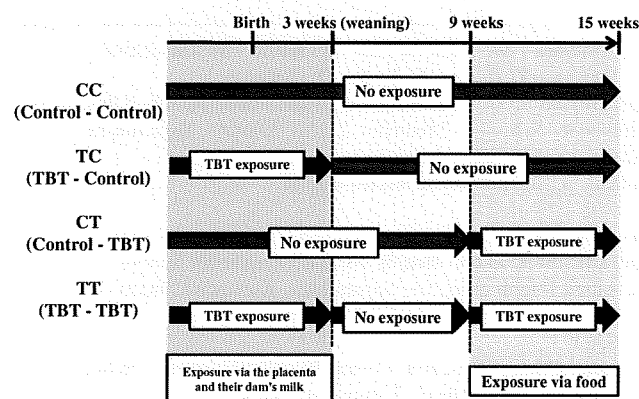 Birth 3 weeks (weaning) 9 weeks 15 weeks
CC
(Control - Control)
No exposure
TC
(TBT - Control)
TBT exposure
No exposure
CT
(Control - TBT)
No exposure
TBT exposure
TT
(TBT - TBT)
TBT exposure
No exposure
TBT exposure
Exposure via the placenta
and their dam's milk
Exposure via food